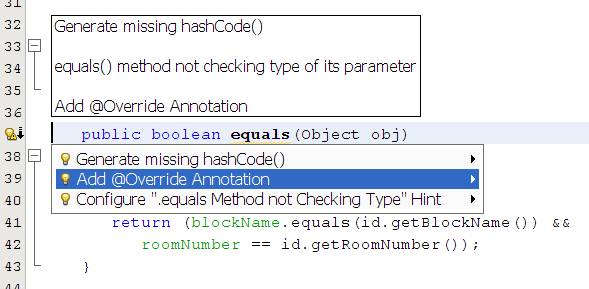 31
32
Generate missing hashCode()
33
34
equals() method not checking type of its parameter
35
36
Add @Override Annotation
public boolean equals(Object obj)
38
Generate missing hashCode()
39
Add @Override Annotation
40
Configure ".equals Method not Checking Type" Hint
41
return (blockName.equals(id.getBlockName()) &&
42
roomNumber == id.getRoomNumber());
43
}